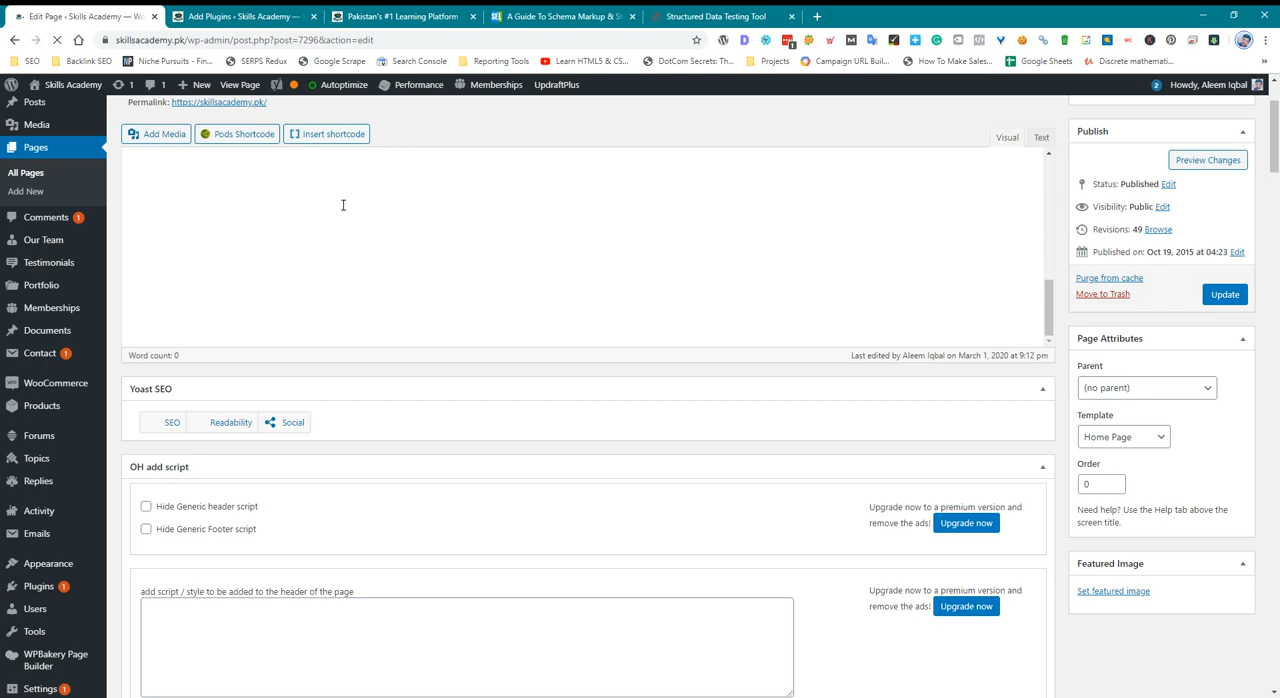 Edit Page ‹ Skills Academy — Wo
Add Plugins ‹ Skills Academy —
Pakistan's #1 Learning Platform
A Guide To Schema Markup & St
Structured Data Testing Tool
skillsacademy.pk/wp-admin/post.php?post=7296&action=edit
SEO
Backlink SEO
Niche Pursuits - Fin...
SERPS Redux
Google Scrape
Search Console
Reporting Tools
Learn HTML5 & CS...
DotCom Secrets: Th...
Projects
Campaign URL Buil...
How To Make Sales...
Google Sheets
Discrete mathemati...
Skills Academy
1
1
New
View Page
Autoptimize
Performance
Memberships
UpdraftPlus
2
Howdy, Aleem Iqbal
Posts
Media
Pages
All Pages
Add New
Comments 1
Our Team
Testimonials
Portfolio
Memberships
Documents
Contact 1
WooCommerce
Products
Forums
Topics
Replies
Activity
Emails
Appearance
Plugins 1
Users
Tools
WPBakery Page
Builder
Settings 1
Permalink: https://skillsacademy.pk/
Add Media
Pods Shortcode
Insert shortcode
Visual
Text
Word count: 0
Last edited by Aleem Iqbal on March 1, 2020 at 9:12 pm
Yoast SEO
SEO
Readability
Social
OH add script
Hide Generic header script
Hide Generic Footer script
Upgrade now to a premium version and
remove the ads! Upgrade now
add script / style to be added to the header of the page
Upgrade now to a premium version and
remove the ads! Upgrade now
Publish
Preview Changes
Status: Published Edit
Visibility: Public Edit
Revisions: 49 Browse
Published on: Oct 19, 2015 at 04:23 Edit
Purge from cache
Move to Trash
Update
Page Attributes
Parent
(no parent)
Template
Home Page
Order
0
Need help? Use the Help tab above the
screen title.
Featured Image
Set featured image